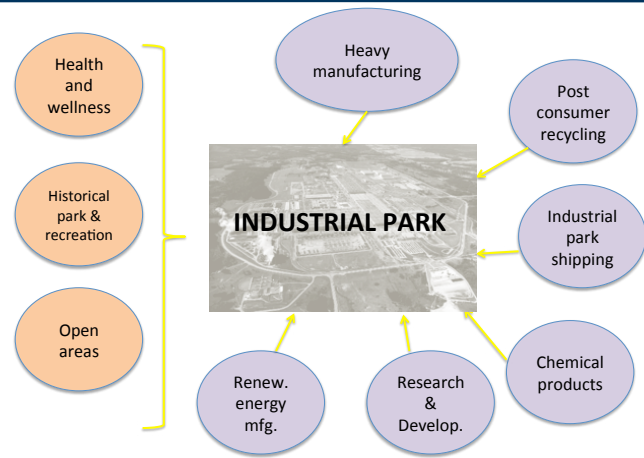 Health
and
wellness
Historical
park &
recreation
Open
areas
Heavy
manufacturing
Post
consumer
recycling
INDUSTRIAL PARK
Industrial
park
shipping
Chemical
products
Research
&
Develop.
Renew.
energy
mfg.